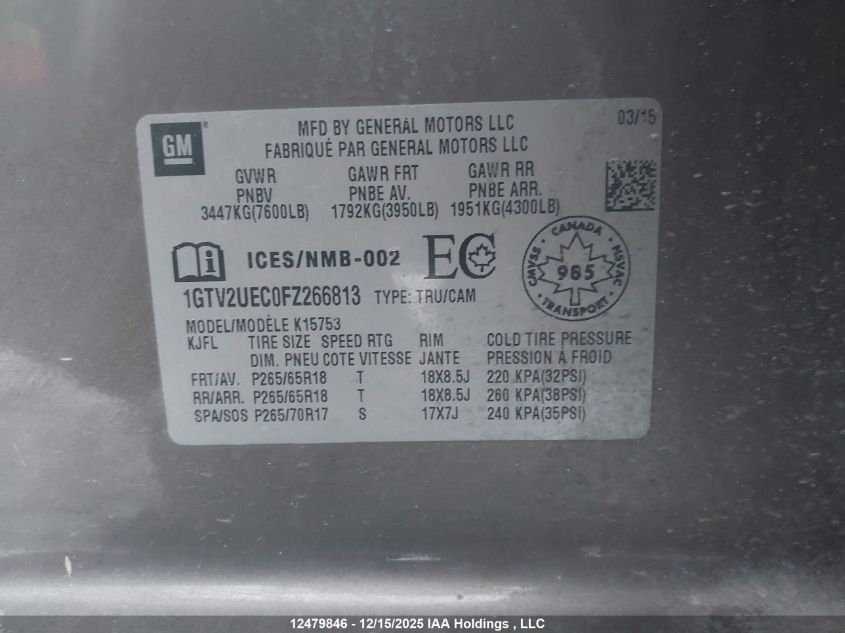 GM
MFD BY GENERAL MOTORS LLC
FABRIQUÉ PAR GENERAL MOTORS LLC
03/15
GVWR GAWR FRT GAWR RR
PNBV PNBE AV. PNBE ARR.
3447KG(7600LB) 1792KG(3950LB) 1951KG(4300LB)
i ICES/NMB-002 EC
CANADA
CMVSS 985 NSVAC
TRANSPORT
1GTV2UEC0FZ266813 TYPE: TRU/CAM
MODEL/MODÈLE K15753
KJFL TIRE SIZE SPEED RTG RIM COLD TIRE PRESSURE
DIM. PNEU COTE VITESSE JANTE PRESSION À FROID
FRT/AV. P265/65R18 T 18X8.5J 220 KPA(32PSI)
RR/ARR. P265/65R18 T 18X8.5J 260 KPA(38PSI)
SPA/SOS P265/70R17 S 17X7J 240 KPA(35PSI)
12479846 - 12/15/2025 IAA Holdings , LLC